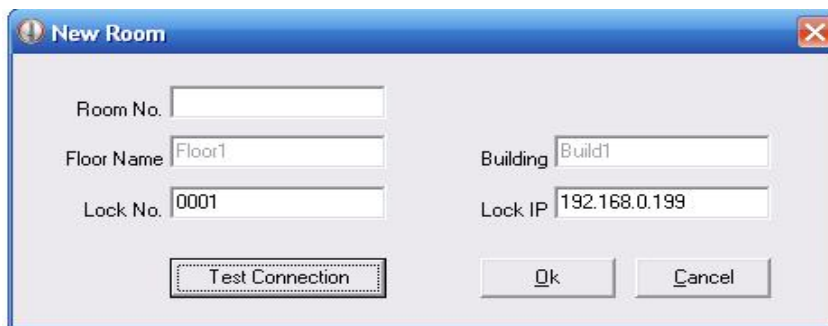 New Room
Room No.
Floor Name Floor1 Building Build1
Lock No. 0001 Lock IP 192.168.0.199
Test Connection Ok Cancel